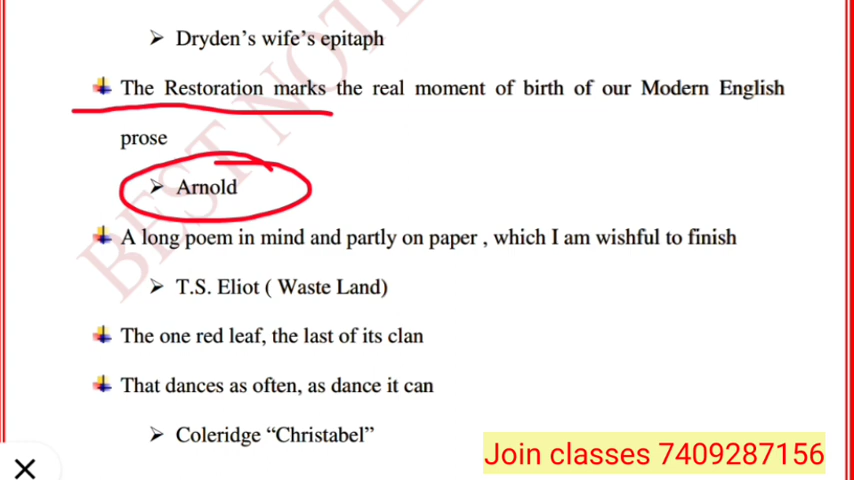 ➢ Dryden’s wife’s epitaph
The Restoration marks the real moment of birth of our Modern English
prose
➢ Arnold
A long poem in mind and partly on paper , which I am wishful to finish
➢ T.S. Eliot ( Waste Land)
The one red leaf, the last of its clan
That dances as often, as dance it can
➢ Coleridge “Christabel”
Join classes 7409287156
BEST NOTE